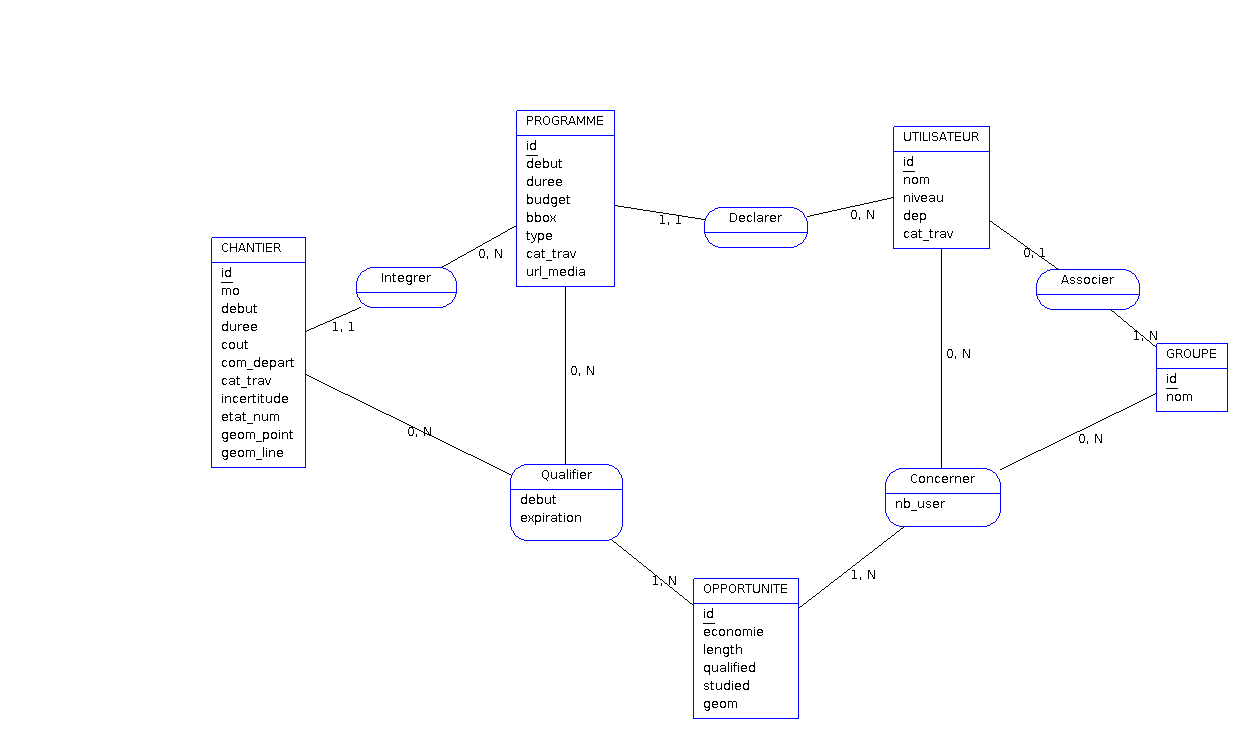 PROGRAMME
id
debut
duree
budget
bbox
type
cat_trav
url_media
UTILISATEUR
id
nom
niveau
dep
cat_trav
Declarer
1, 1
0, N
CHANTIER
id
mo
debut
duree
cout
com_depart
cat_trav
incertitude
etat_num
geom_point
geom_line
Integrer
0, N
1, 1
0, 1
Associer
1, N
GROUPE
id
nom
0, N
0, N
0, N
0, N
Qualifier
debut
expiration
Concerner
nb_user
1, N
1, N
OPPORTUNITE
id
economie
length
qualified
studied
geom